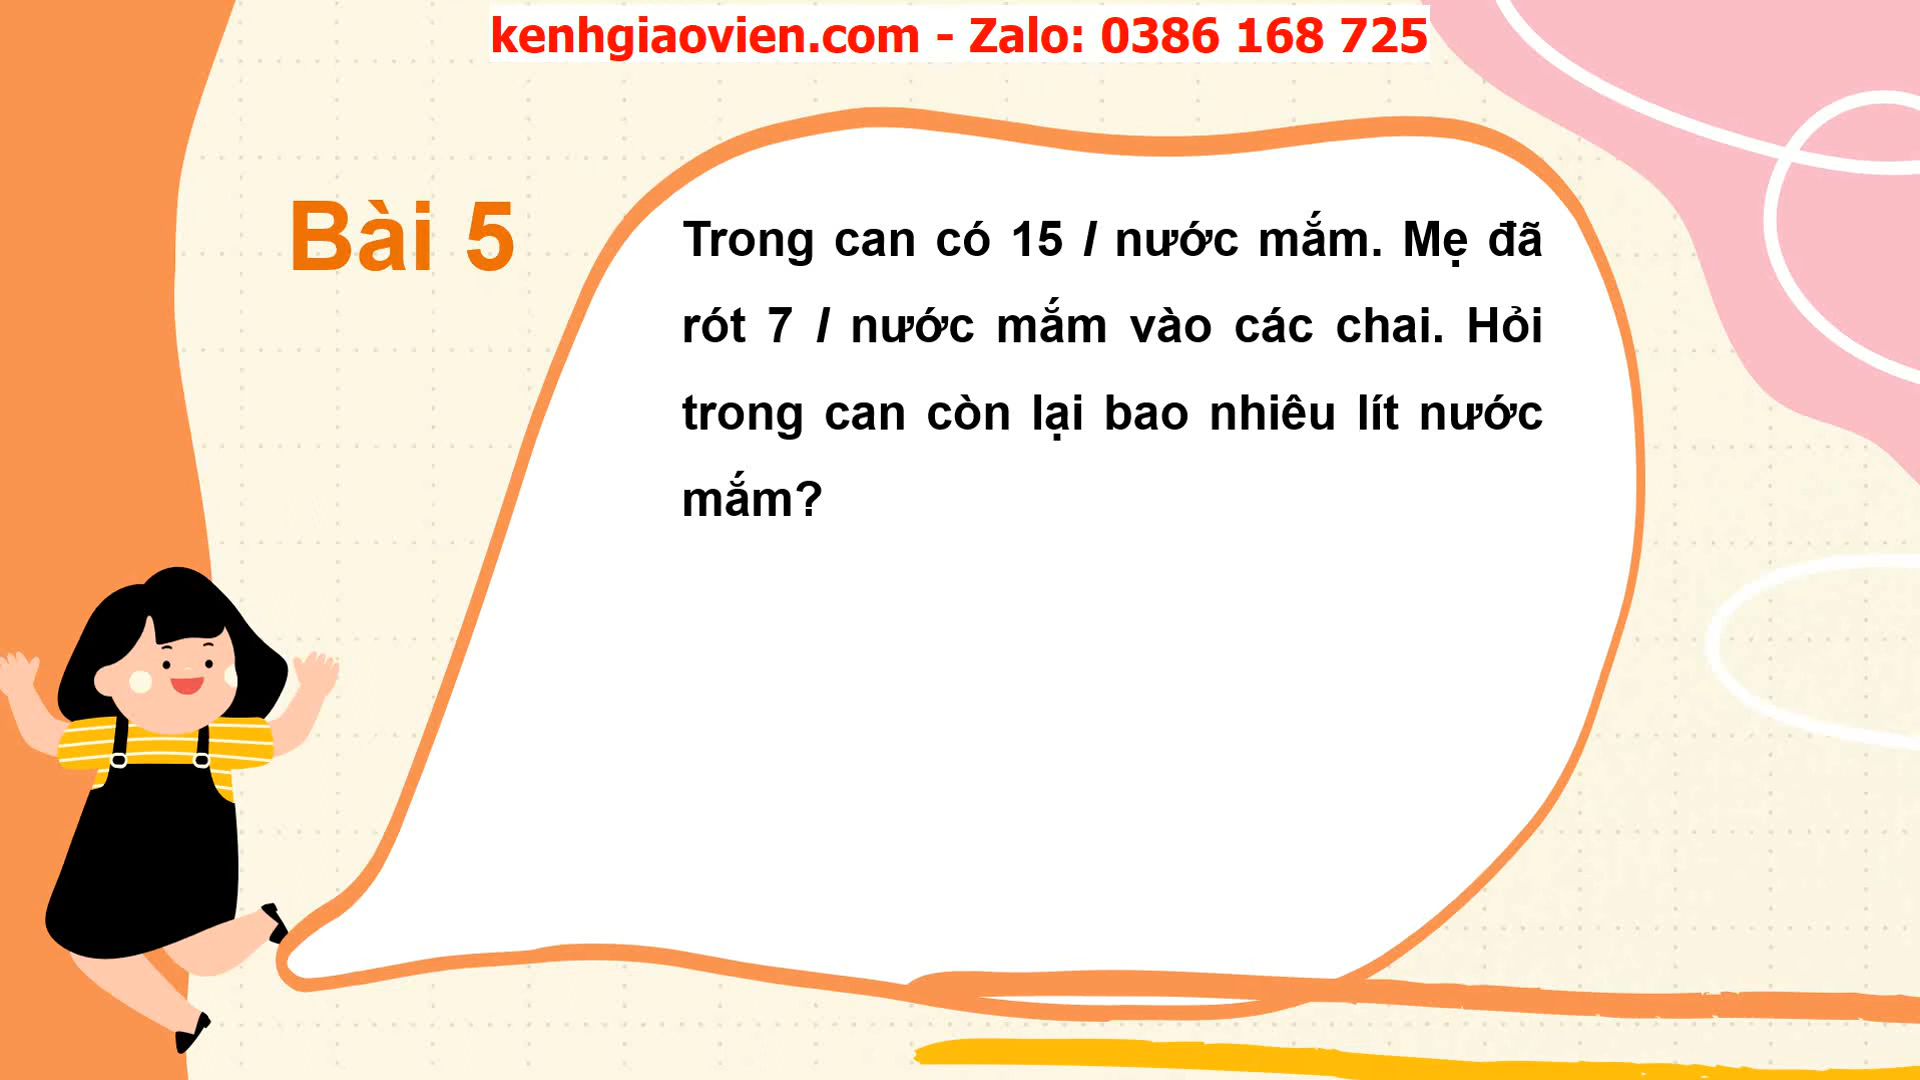 kenhgiaovien.com - Zalo: 0386 168 725
Bài 5
Trong can có 15 l nước mắm. Mẹ đã
rót 7 l nước mắm vào các chai. Hỏi
trong can còn lại bao nhiêu lít nước
mắm?